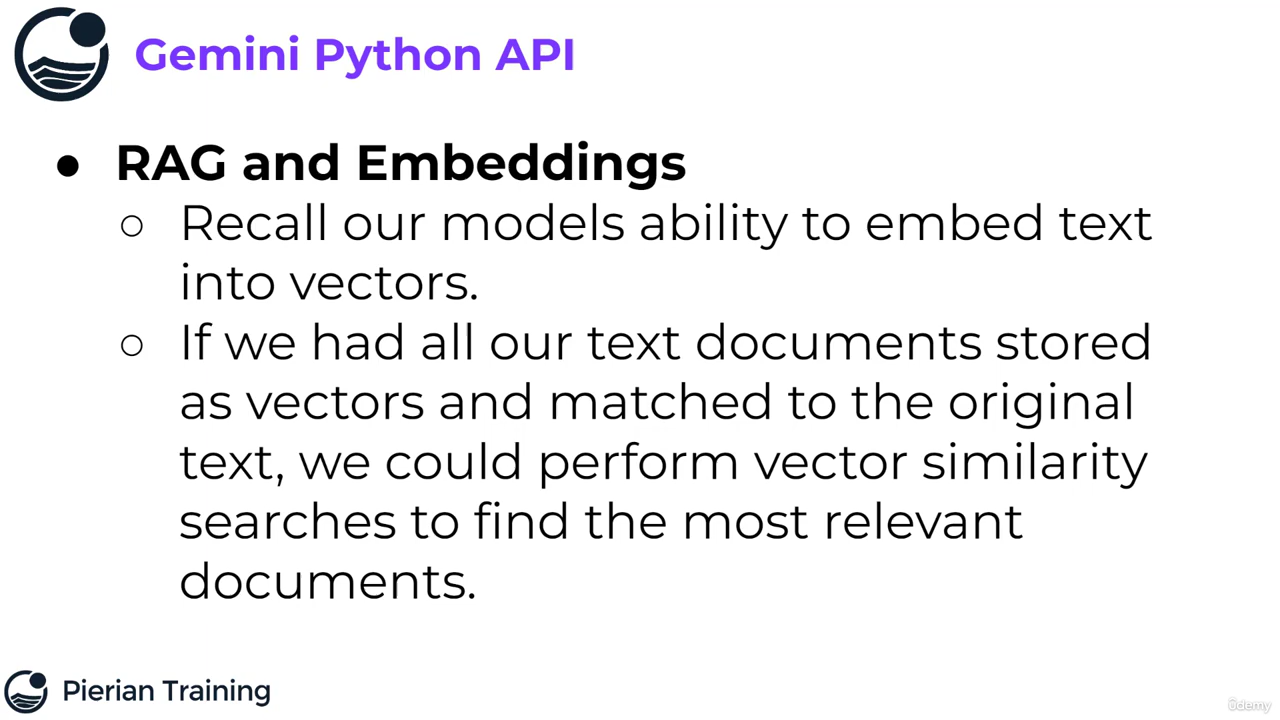 Gemini Python API
● RAG and Embeddings
○ Recall our models ability to embed text
into vectors.
○ If we had all our text documents stored
as vectors and matched to the original
text, we could perform vector similarity
searches to find the most relevant
documents.
Pierian Training
ûdemy